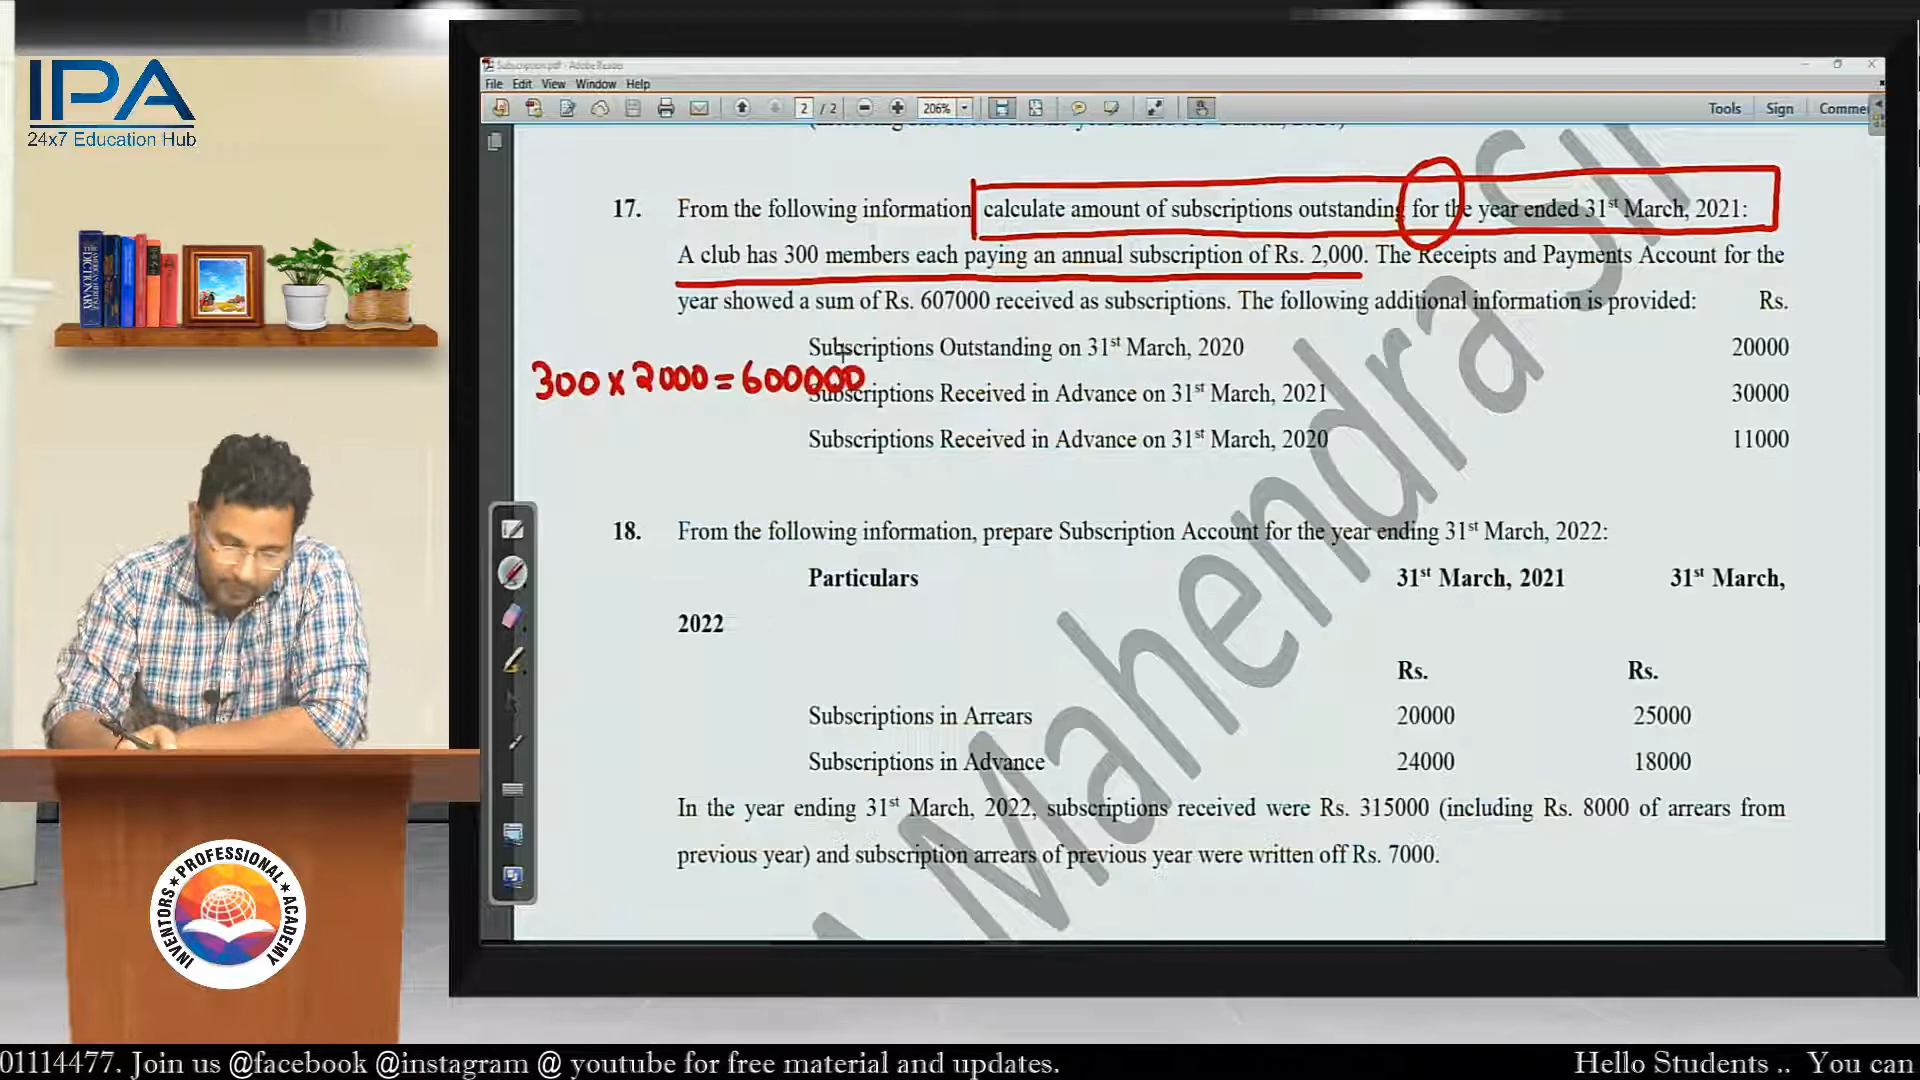 IPA
24x7 Education Hub
Subscription.pdf - Adobe Reader
File Edit View Window Help
2 / 2 206% Tools Sign Comme
17. From the following information calculate amount of subscriptions outstanding for the year ended 31st March, 2021:
A club has 300 members each paying an annual subscription of Rs. 2,000. The Receipts and Payments Account for the
year showed a sum of Rs. 607000 received as subscriptions. The following additional information is provided: Rs.
Subscriptions Outstanding on 31st March, 2020 20000
300 x 2000 = 600000
Subscriptions Received in Advance on 31st March, 2021 30000
Subscriptions Received in Advance on 31st March, 2020 11000
18. From the following information, prepare Subscription Account for the year ending 31st March, 2022:
Particulars 31st March, 2021 31st March,
2022
Rs. Rs.
Subscriptions in Arrears 20000 25000
Subscriptions in Advance 24000 18000
In the year ending 31st March, 2022, subscriptions received were Rs. 315000 (including Rs. 8000 of arrears from
previous year) and subscription arrears of previous year were written off Rs. 7000.
Mahendra Sir
DICTIONARY
INVENTORS PROFESSIONAL ACADEMY
01114477. Join us @facebook @instagram @ youtube for free material and updates. Hello Students .. You can